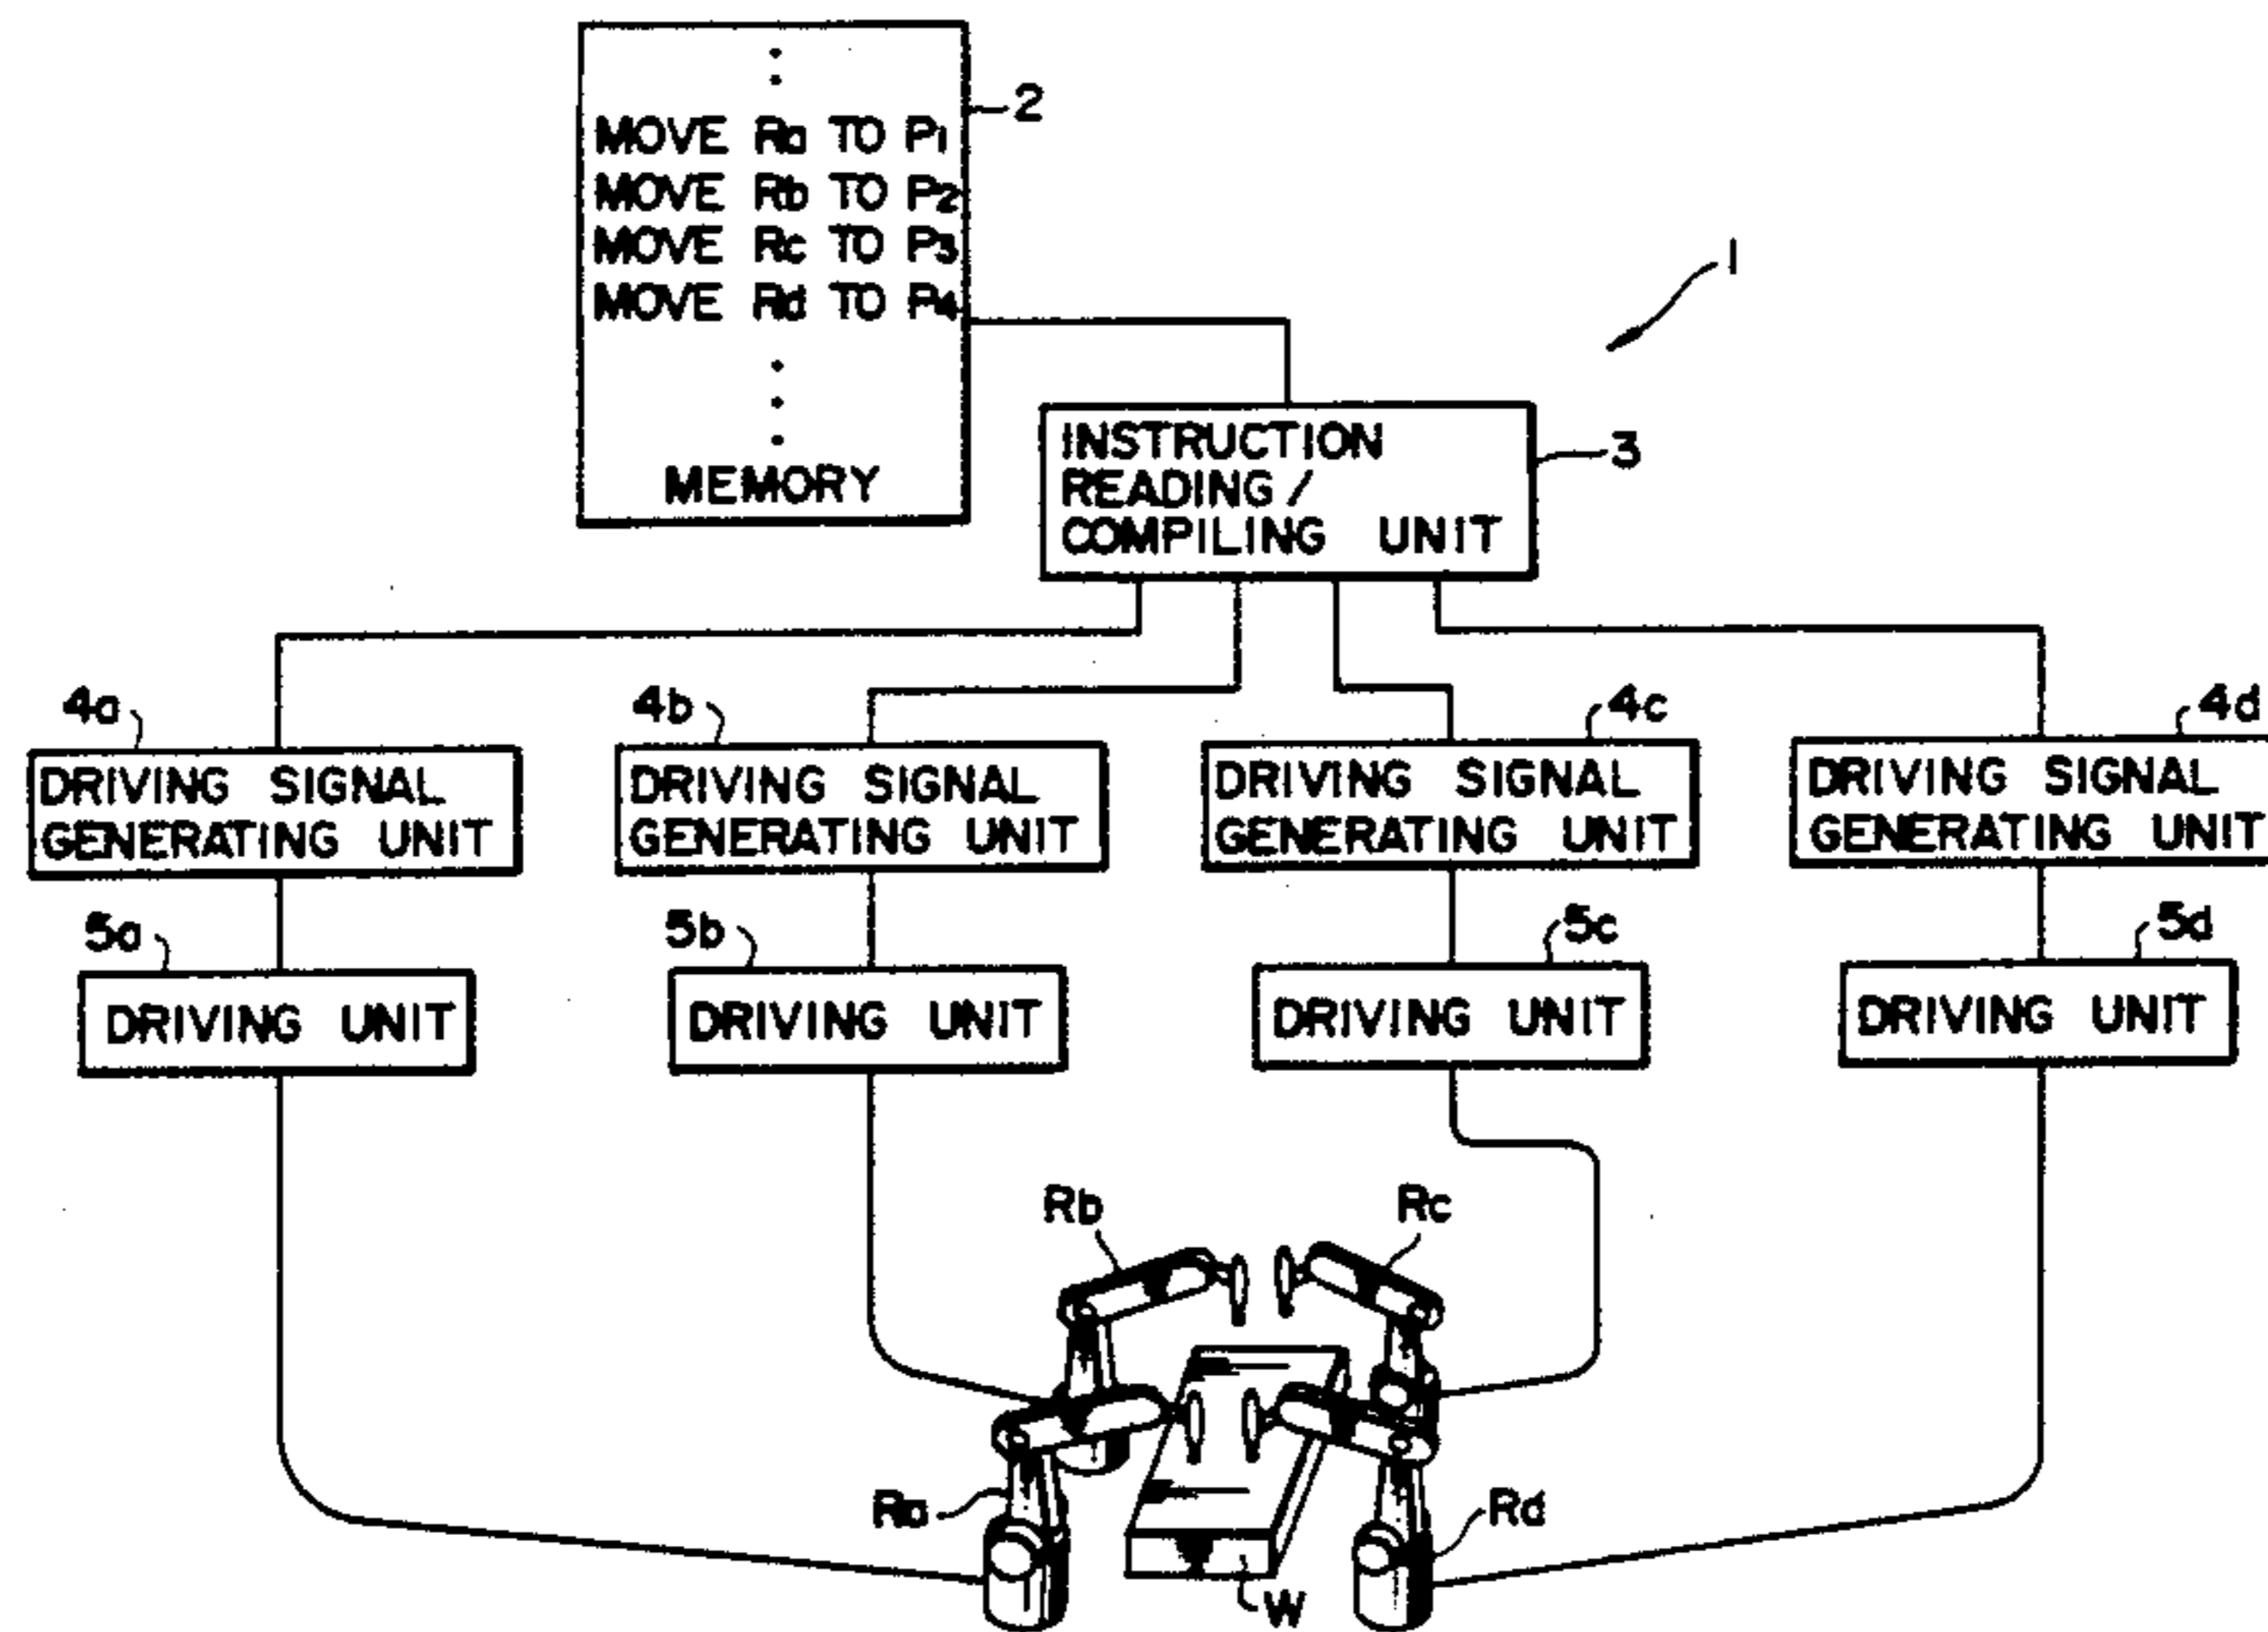 MOVE Ra TO P1
MOVE Rb TO P2
MOVE Rc TO P3
MOVE Rd TO P4
MEMORY
2
1
INSTRUCTION
READING/
COMPILING UNIT
3
4a
DRIVING SIGNAL
GENERATING UNIT
4b
DRIVING SIGNAL
GENERATING UNIT
4c
DRIVING SIGNAL
GENERATING UNIT
4d
DRIVING SIGNAL
GENERATING UNIT
5a
DRIVING UNIT
5b
DRIVING UNIT
5c
DRIVING UNIT
5d
DRIVING UNIT
Rb
Rc
Ra
Rd
W